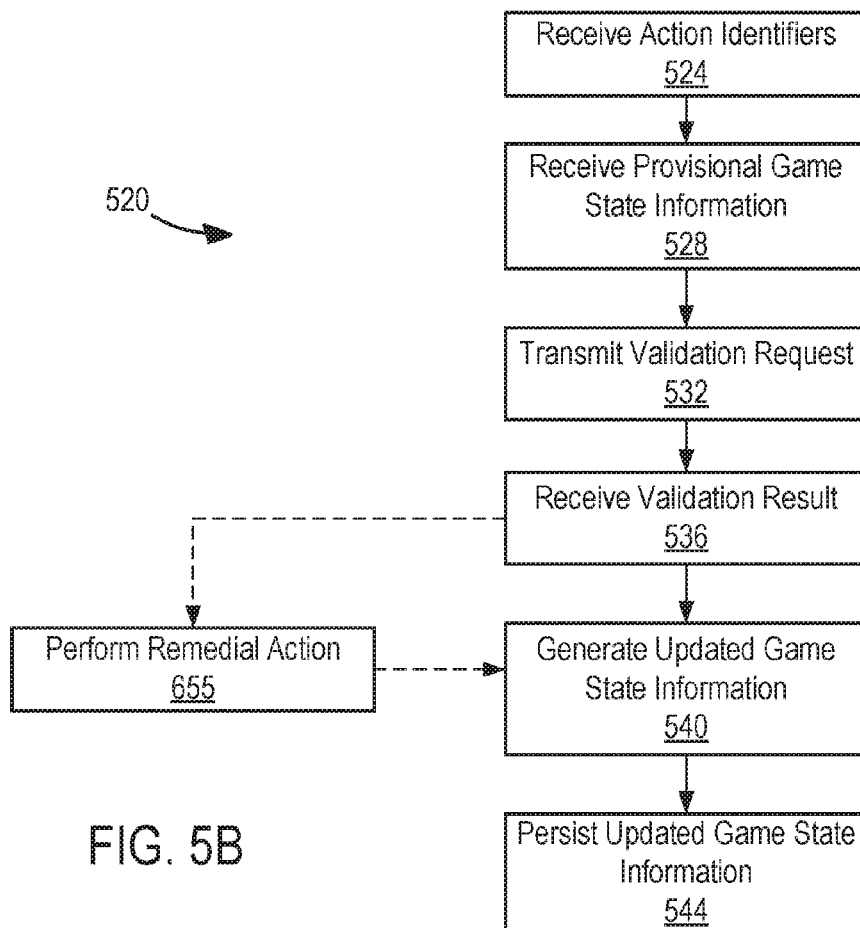 Receive Action Identifiers
524
Receive Provisional Game
State Information
528
520
Transmit Validation Request
532
Receive Validation Result
536
Perform Remedial Action
655
Generate Updated Game
State Information
540
Persist Updated Game State
Information
544
FIG. 5B